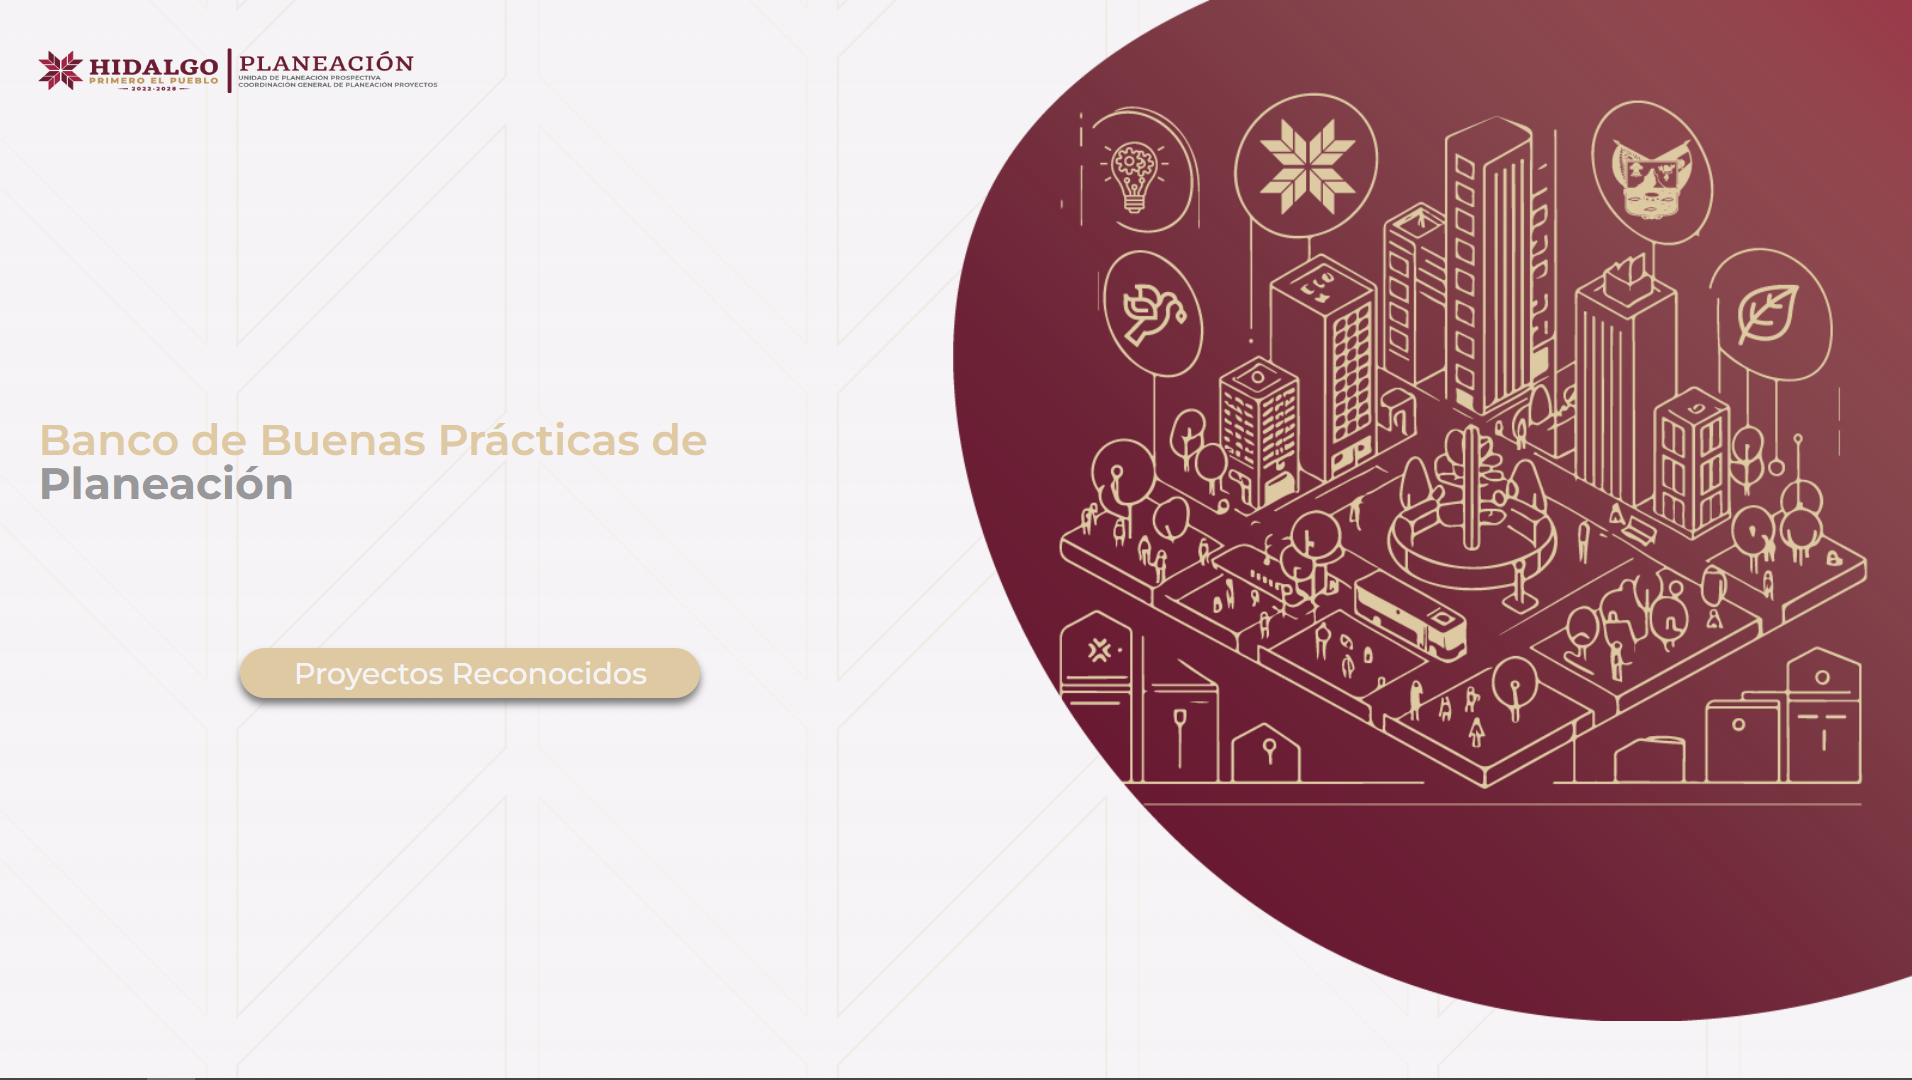 HIDALGO
PRIMERO EL PUEBLO
2022-2028
PLANEACIÓN
UNIDAD DE PLANEACIÓN PROSPECTIVA
COORDINACIÓN GENERAL DE PLANEACIÓN PROYECTOS
Banco de Buenas Prácticas de
Planeación
Proyectos Reconocidos